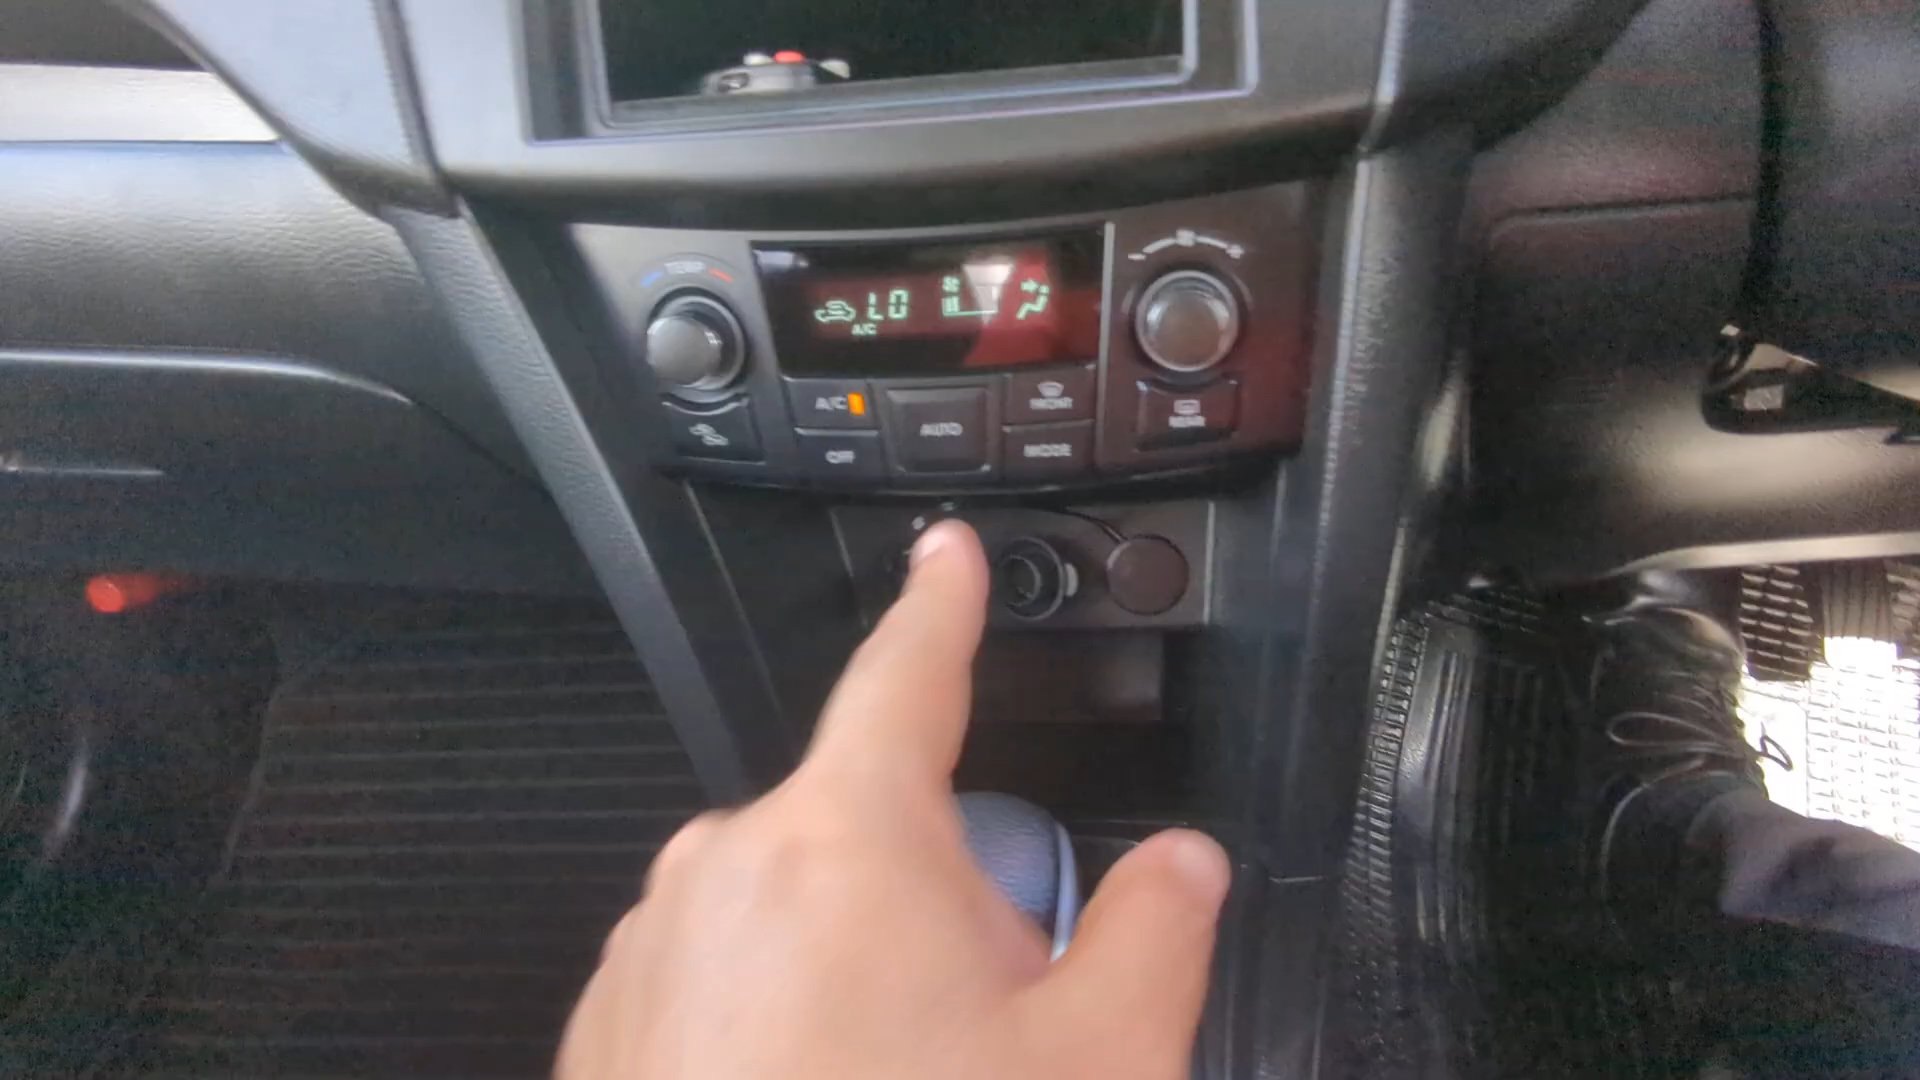 TEMP
LO
A/C
A/C
AUTO
FRONT
REAR
OFF
MODE